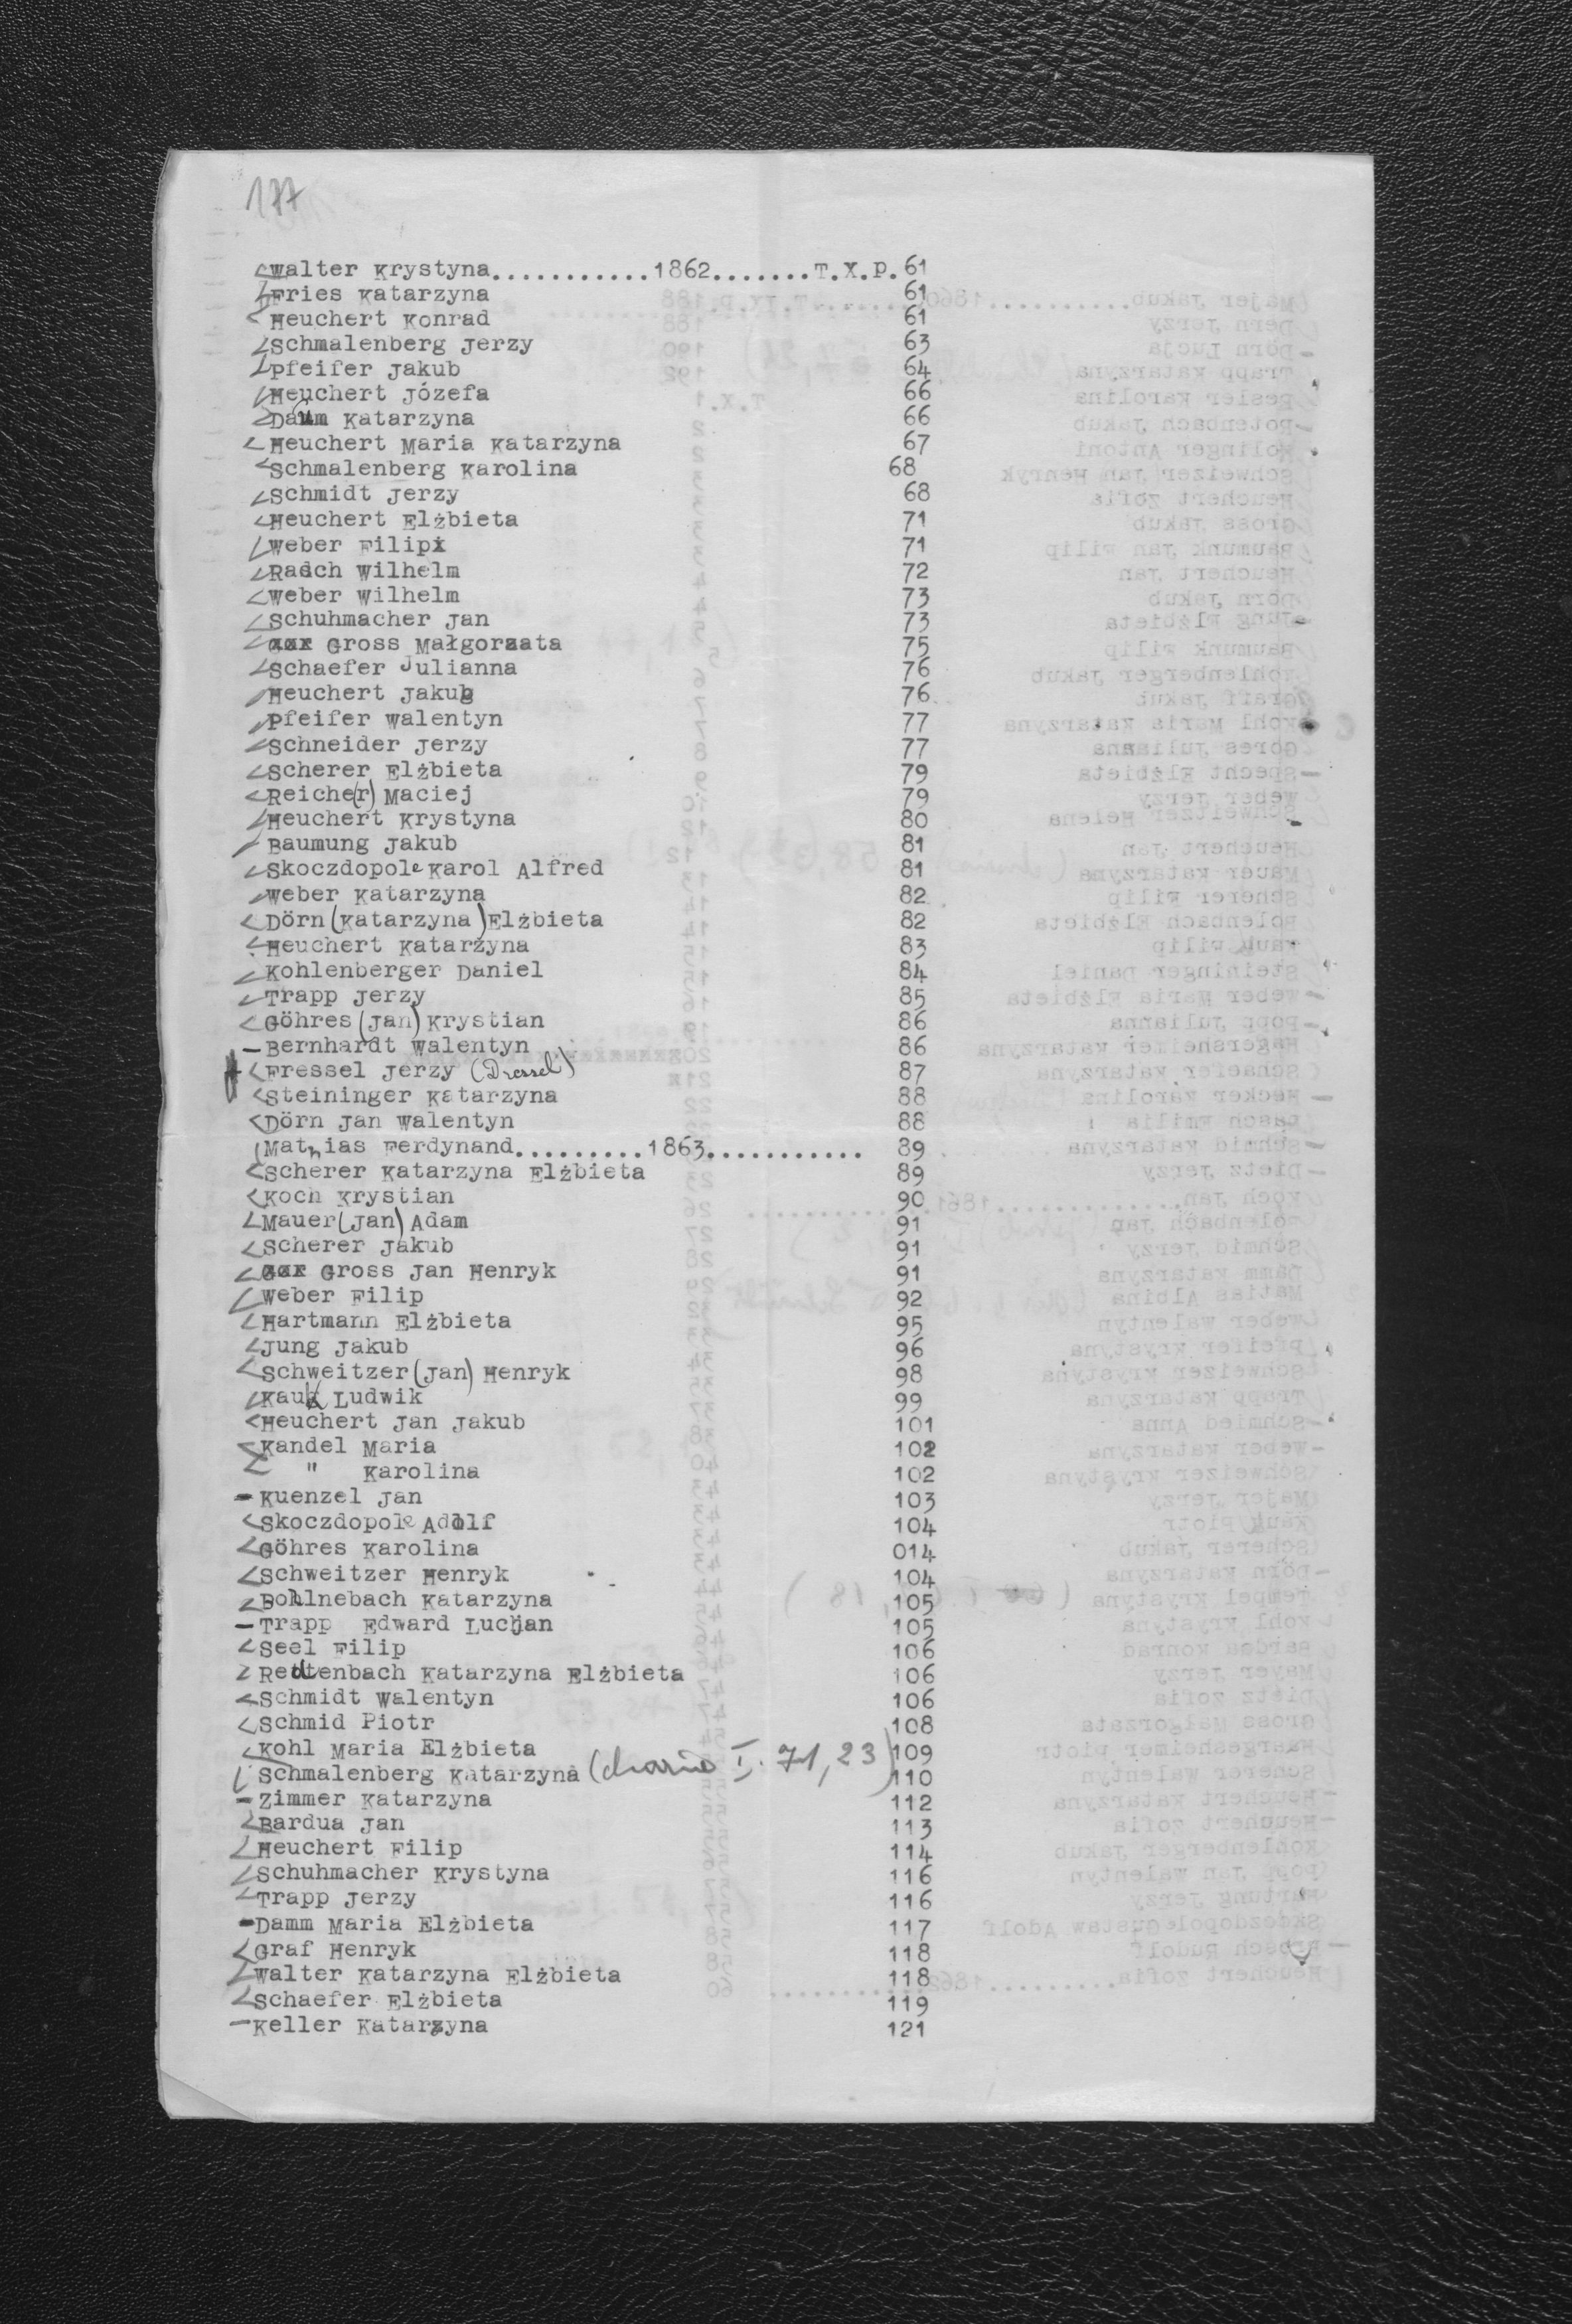 177
Walter Krystyna...........1862.......T.X.p. 61
Fries Katarzyna 61
Heuchert Konrad 61
Schmalenberg Jerzy 63
Pfeifer Jakub 64
Heuchert Józefa 66
Daum Katarzyna 66
Heuchert Maria Katarzyna 67
Schmalenberg Karolina 68
Schmidt Jerzy 68
Heuchert Elżbieta 71
Weber Filip 71
Rasch Wilhelm 72
Weber Wilhelm 73
Schuhmacher Jan 73
Gross Małgorzata 75
Schaefer Julianna 76
Heuchert Jakub 76
Pfeifer Walentyn 77
Schneider Jerzy 77
Scherer Elżbieta 79
Reiche(r) Maciej 79
Heuchert Krystyna 80
Baumung Jakub 81
Skoczdopole Karol Alfred 81
Weber Katarzyna 82
Dörn (Katarzyna) Elżbieta 82
Heuchert Katarzyna 83
Kohlenberger Daniel 84
Trapp Jerzy 85
Göhres (Jan) Krystian 86
— Bernhardt Walentyn 86
Fressel Jerzy (Dressel) 87
Steininger Katarzyna 88
Dörn Jan Walentyn 88
Mathias Ferdynand.........1863........... 89
Scherer Katarzyna Elżbieta 89
Koch Krystian 90
Mauer (Jan) Adam 91
Scherer Jakub 91
Gross Jan Henryk 91
Weber Filip 92
Hartmann Elżbieta 95
Jung Jakub 96
Schweitzer (Jan) Henryk 98
Kauk Ludwik 99
Heuchert Jan Jakub 101
Kandel Maria 102
" Karolina 102
— Kuenzel Jan 103
Skoczdopole Adolf 104
Göhres Karolina 014
Schweitzer Henryk 104
Bollnebach Katarzyna 105
— Trapp Edward Lucjan 105
Seel Filip 106
Rettenbach Katarzyna Elżbieta 106
Schmidt Walentyn 106
Schmid Piotr 108
Kohl Maria Elżbieta 109
Schmalenberg Katarzyna ( I. 71, 23) 110
— Zimmer Katarzyna 112
Bardua Jan 113
Heuchert Filip 114
Schuhmacher Krystyna 116
Trapp Jerzy 116
— Damm Maria Elżbieta 117
Graf Henryk 118
Walter Katarzyna Elżbieta 118
Schaefer Elżbieta 119
— Keller Katarzyna 121